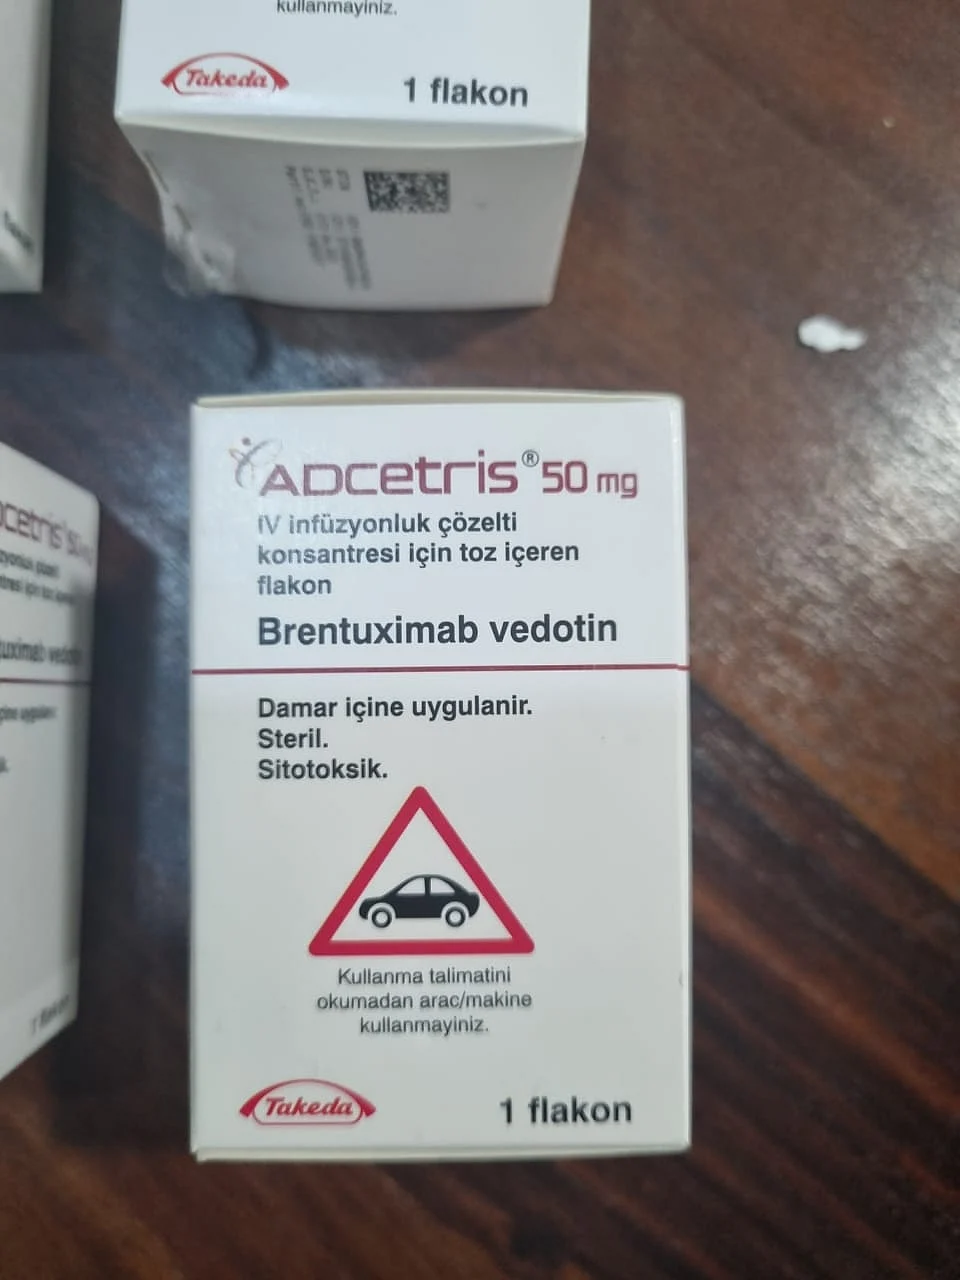 kullanmayiniz.
Takeda
1 flakon
ADCETRIS® 50 mg
IV infüzyonluk çözelti
konsantresi için toz içeren
flakon
Brentuximab vedotin
Damar içine uygulanir.
Steril.
Sitotoksik.
Kullanma talimatini
okumadan arac/makine
kullanmayiniz.
Takeda
1 flakon